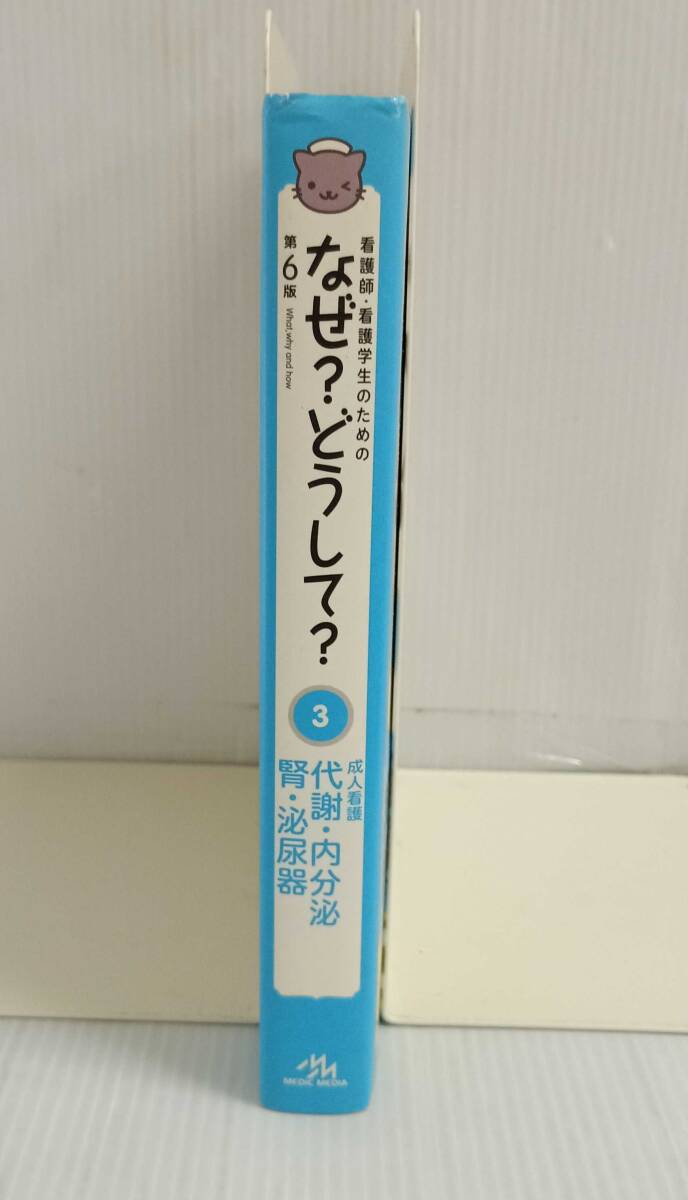 看護師・看護学生のための
なぜ?・どうして?
第6版
What,why and how
3
成人看護
代謝・内分泌
腎・泌尿器
MEDIC MEDIA